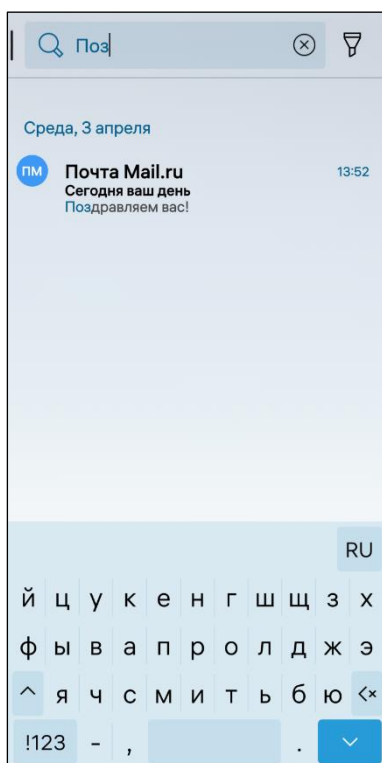 Поз
Среда, 3 апреля
ПМ Почта Mail.ru 13:52
Сегодня ваш день
Поздравляем вас!
RU
й ц у к е н г ш щ з х
ф ы в а п р о л д ж э
я ч с м и т ь б ю
!123 - , .